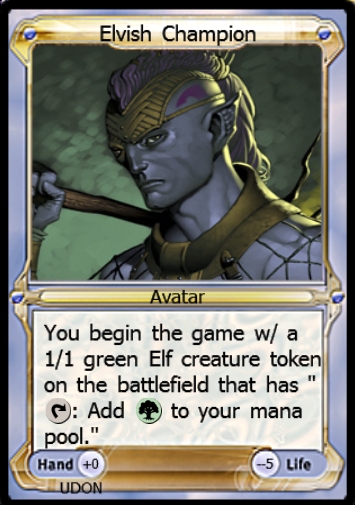 Elvish Champion
Avatar
You begin the game w/ a
1/1 green Elf creature token
on the battlefield that has "
: Add to your mana
pool."
Hand +0 -5 Life
UDON